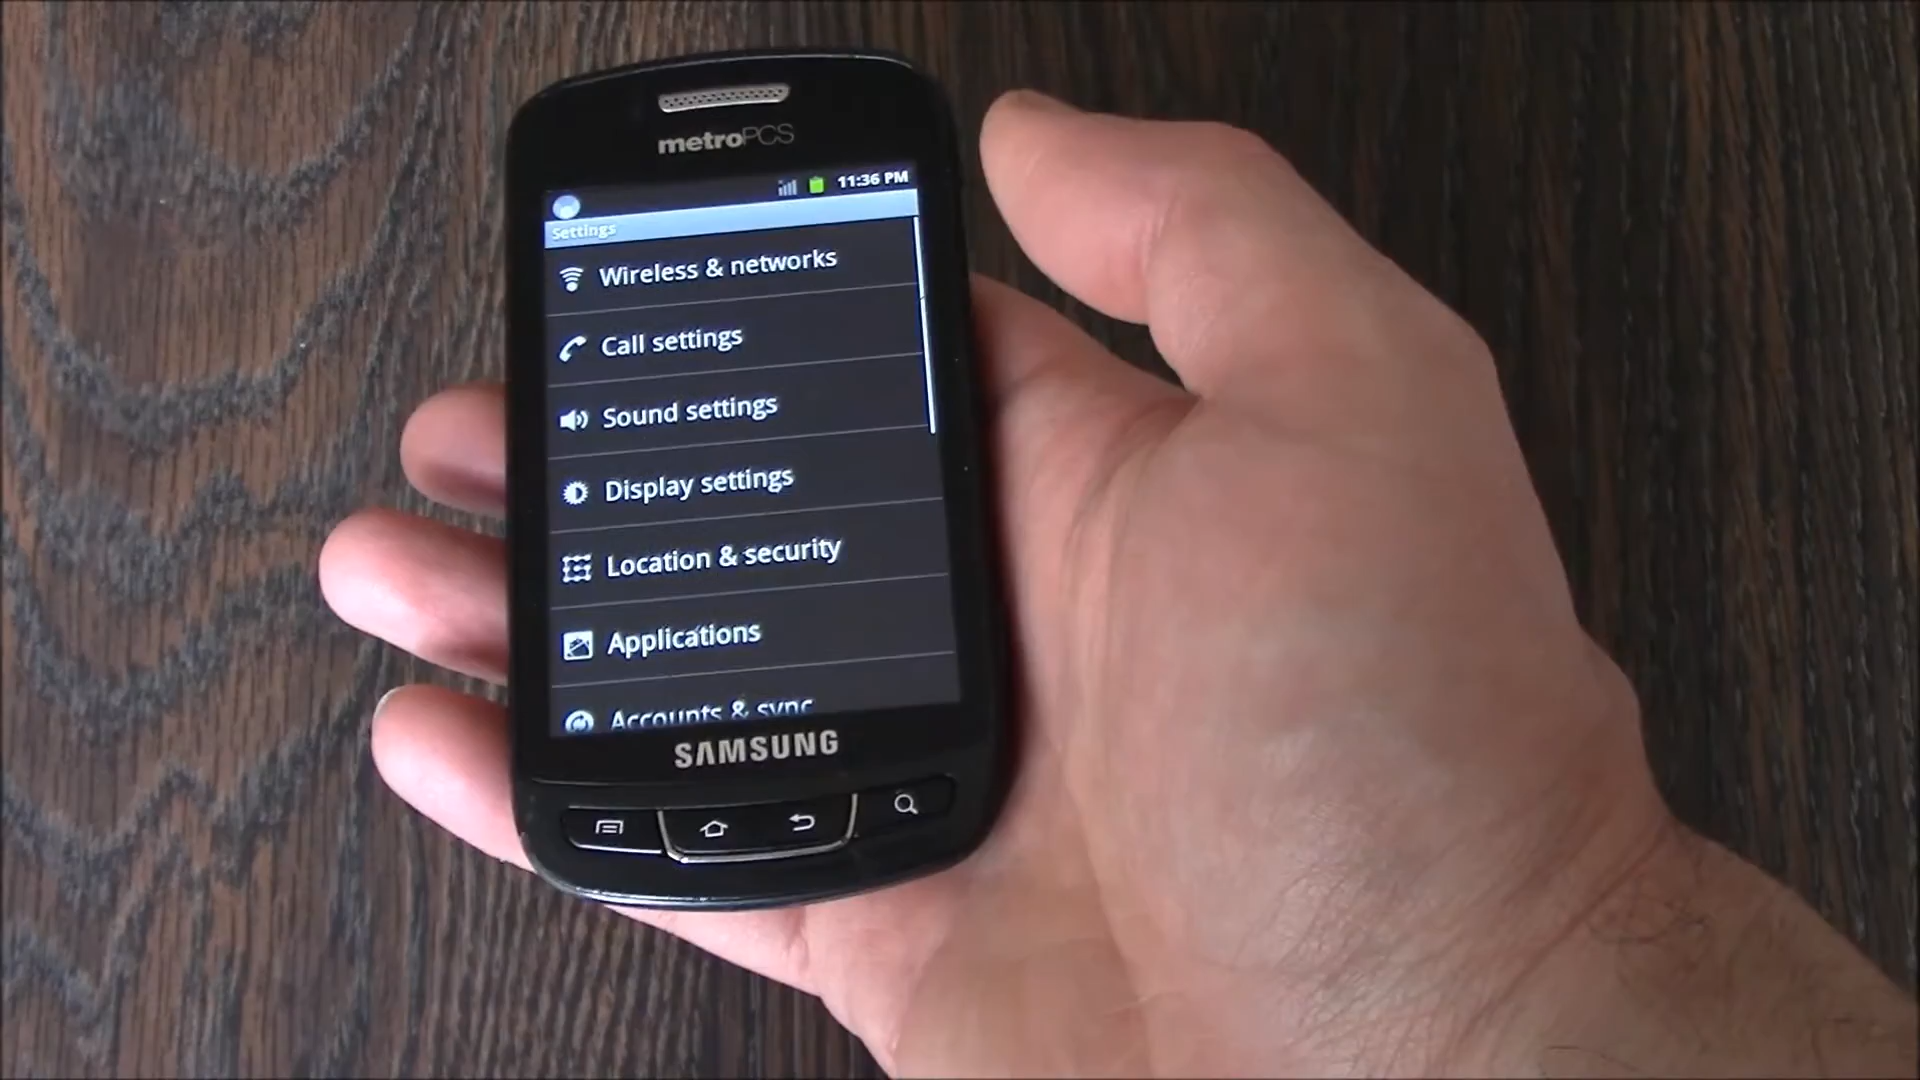 metroPCS
11:36 PM
Settings
Wireless & networks
Call settings
Sound settings
Display settings
Location & security
Applications
Accounts & sync
SAMSUNG